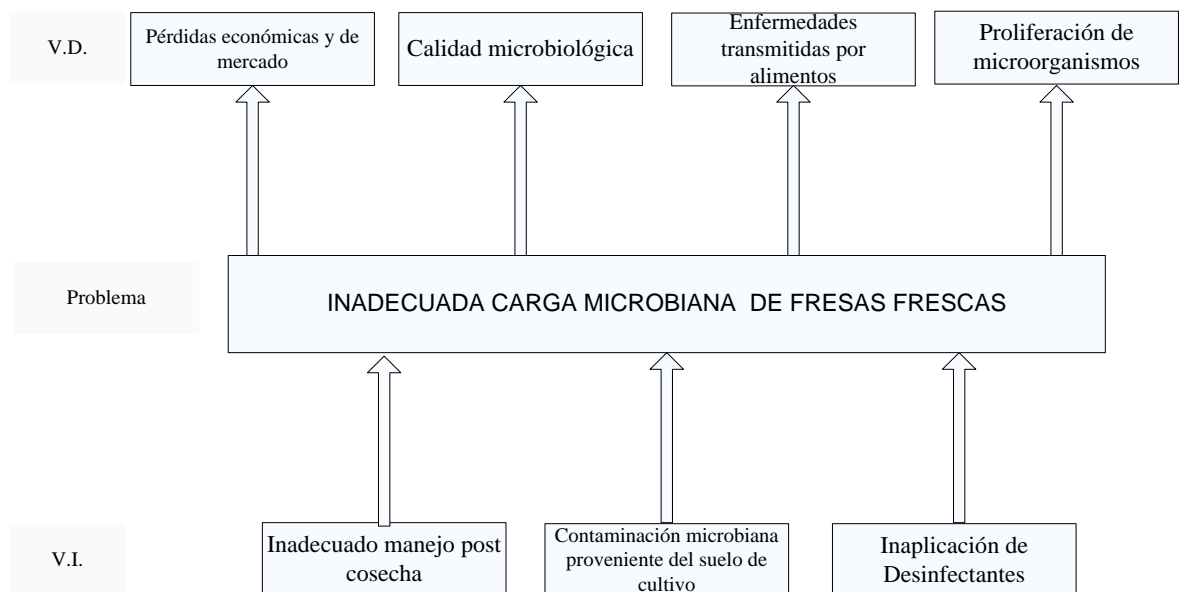 V.D.
Pérdidas económicas y de
mercado
Calidad microbiológica
Enfermedades
transmitidas por
alimentos
Proliferación de
microorganismos
Problema
INADECUADA CARGA MICROBIANA  DE FRESAS FRESCAS
V.I.
Inadecuado manejo post
cosecha
Contaminación microbiana
proveniente del suelo de
cultivo
Inaplicación de
Desinfectantes